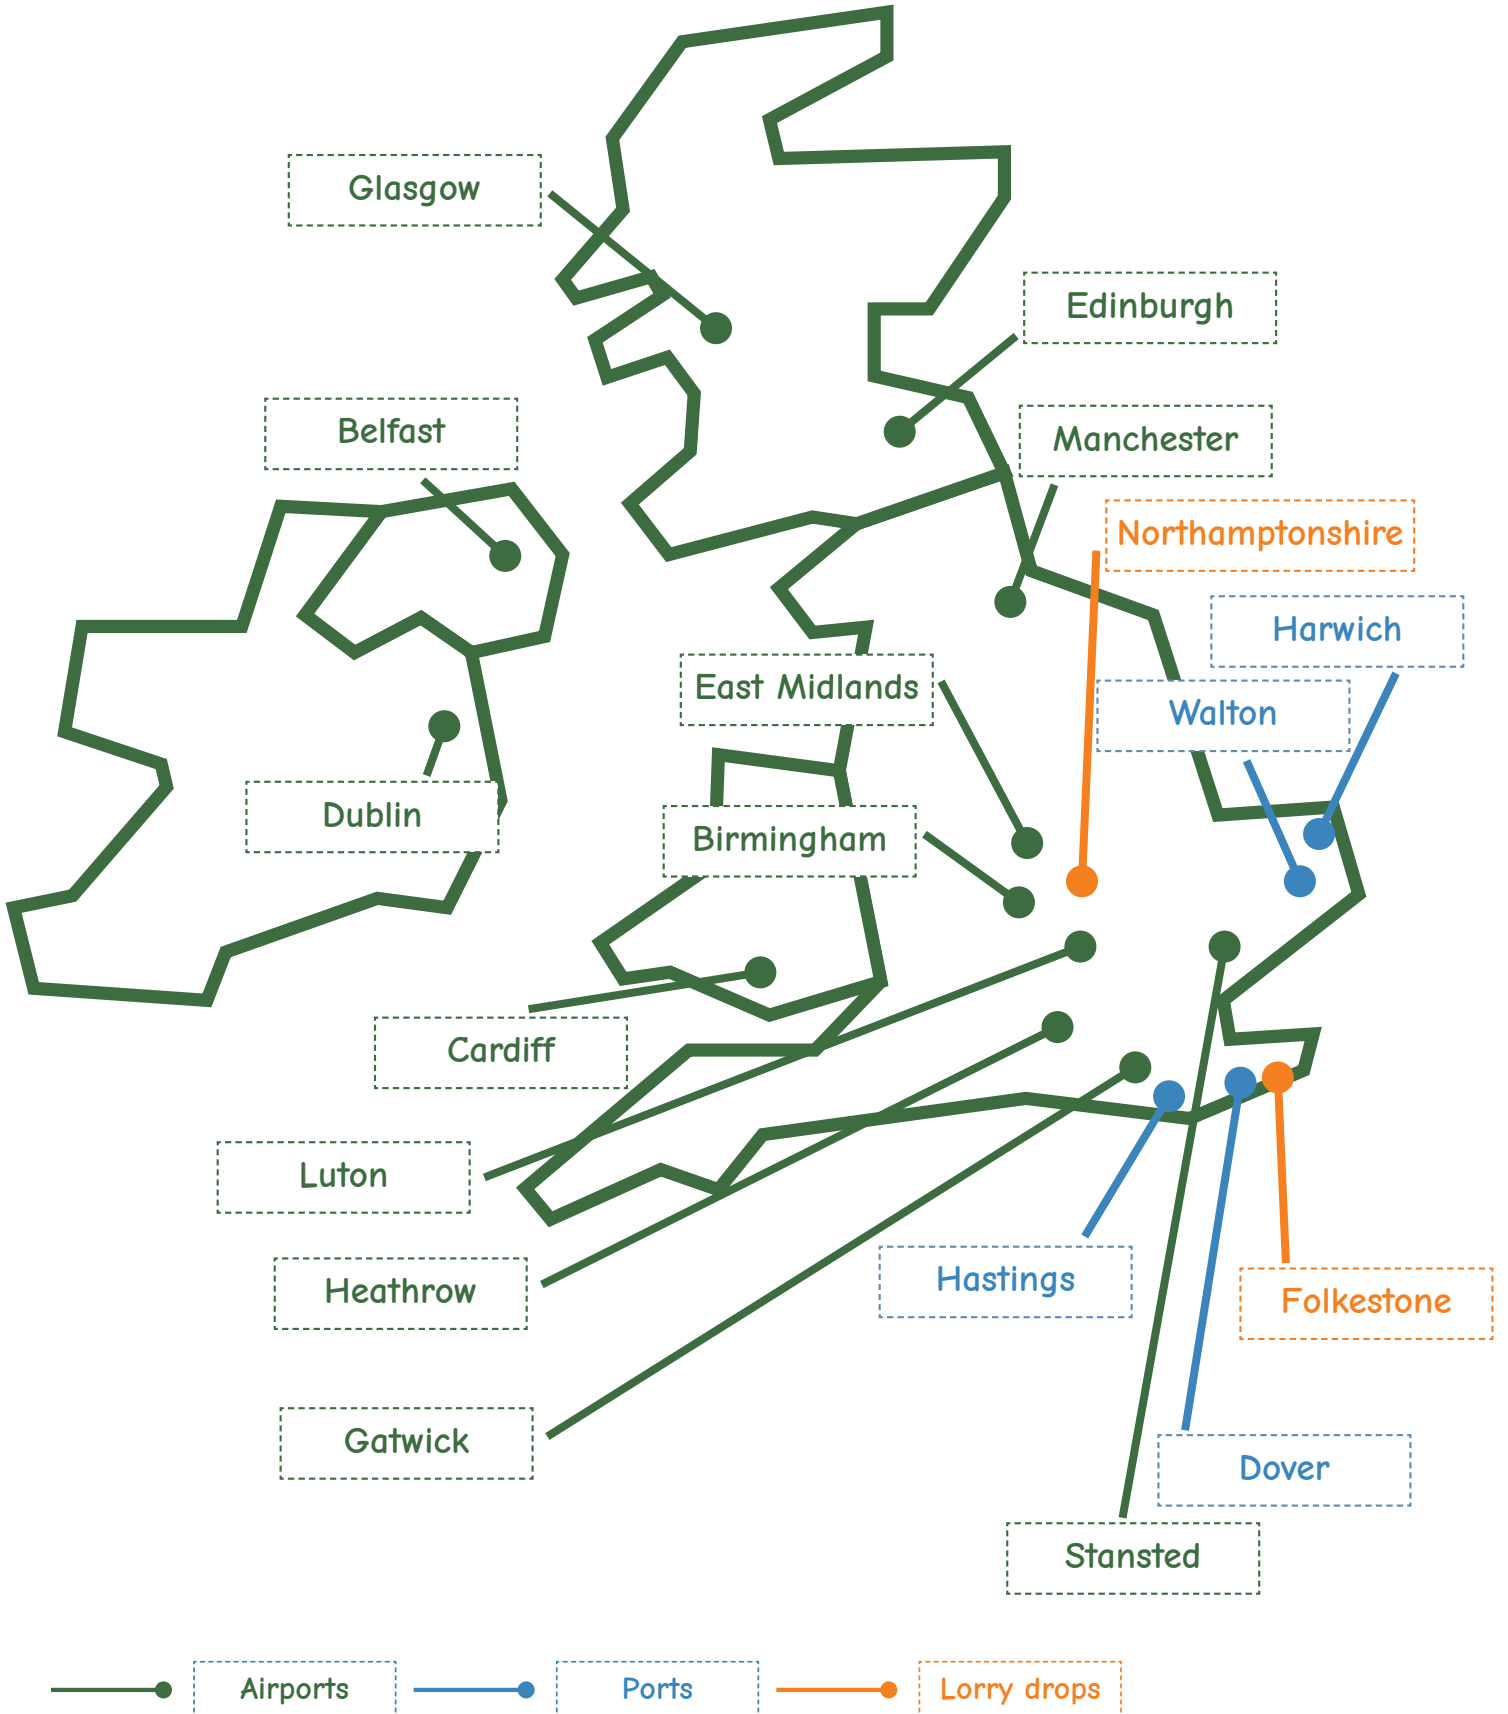 Glasgow
Edinburgh
Belfast
Manchester
Northamptonshire
Harwich
East Midlands
Walton
Dublin
Birmingham
Cardiff
Luton
Heathrow
Hastings
Folkestone
Gatwick
Dover
Stansted
Airports
Ports
Lorry drops